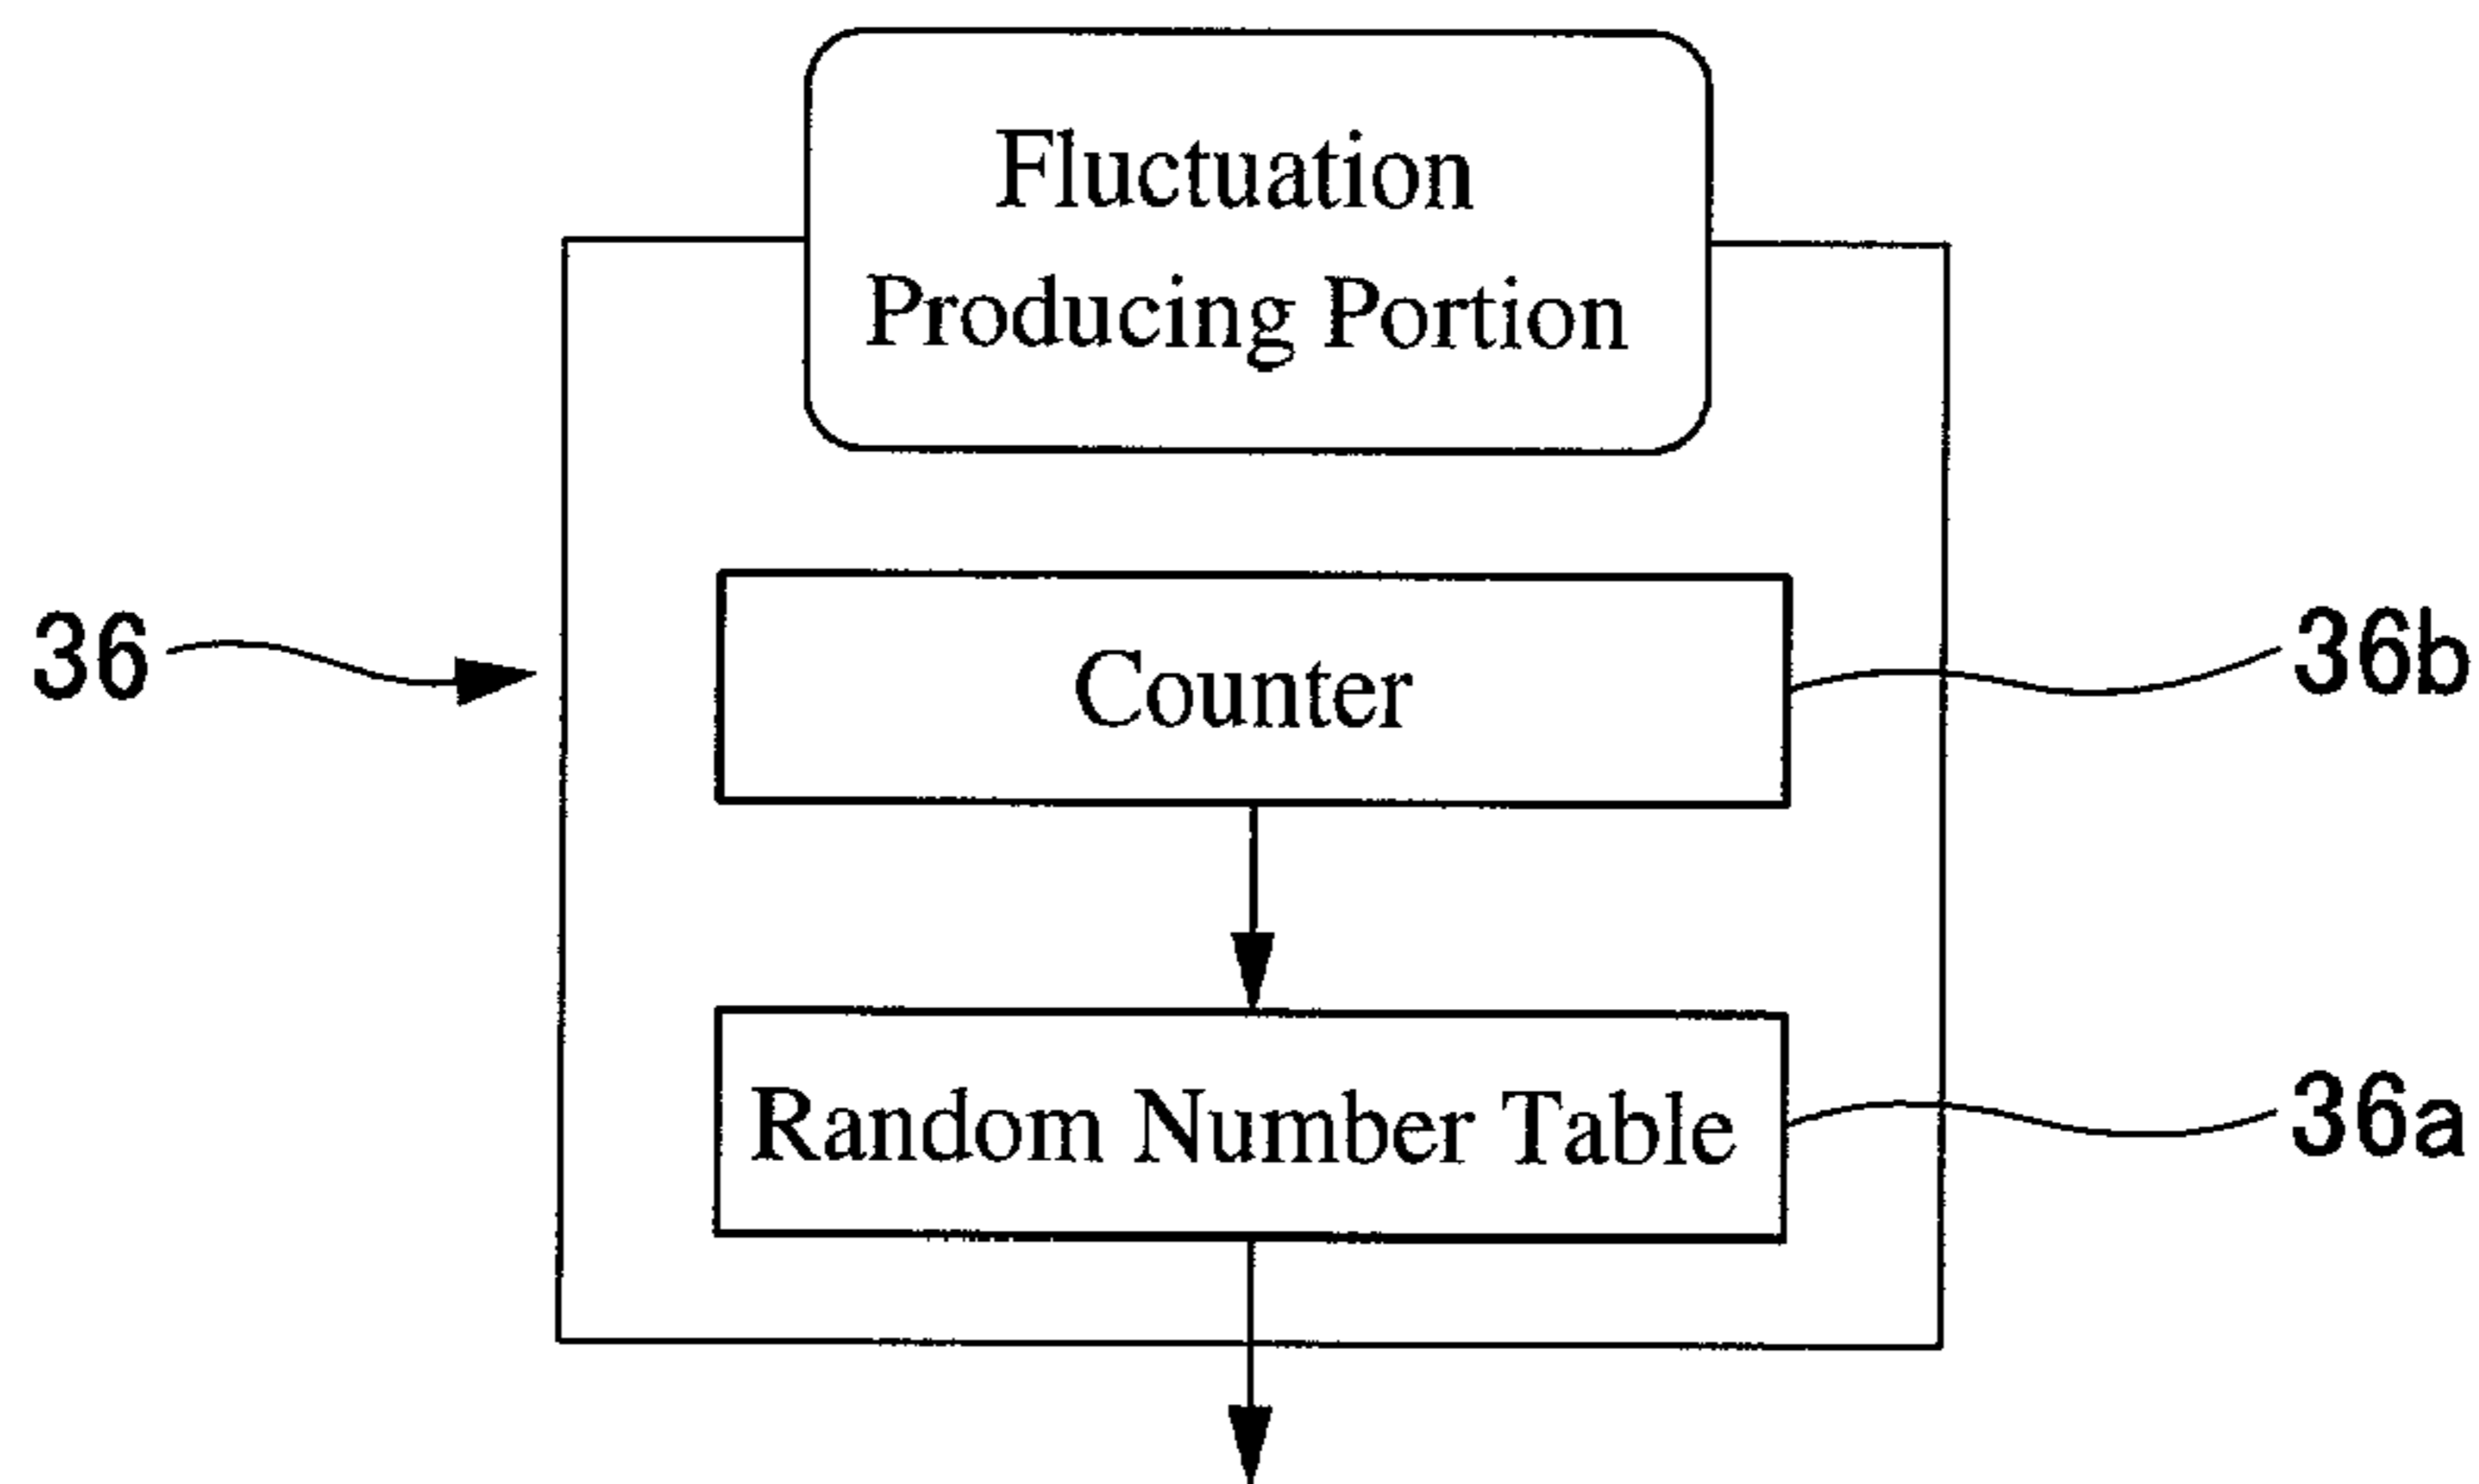 Fluctuation
Producing Portion
36
Counter
36b
Random Number Table
36a